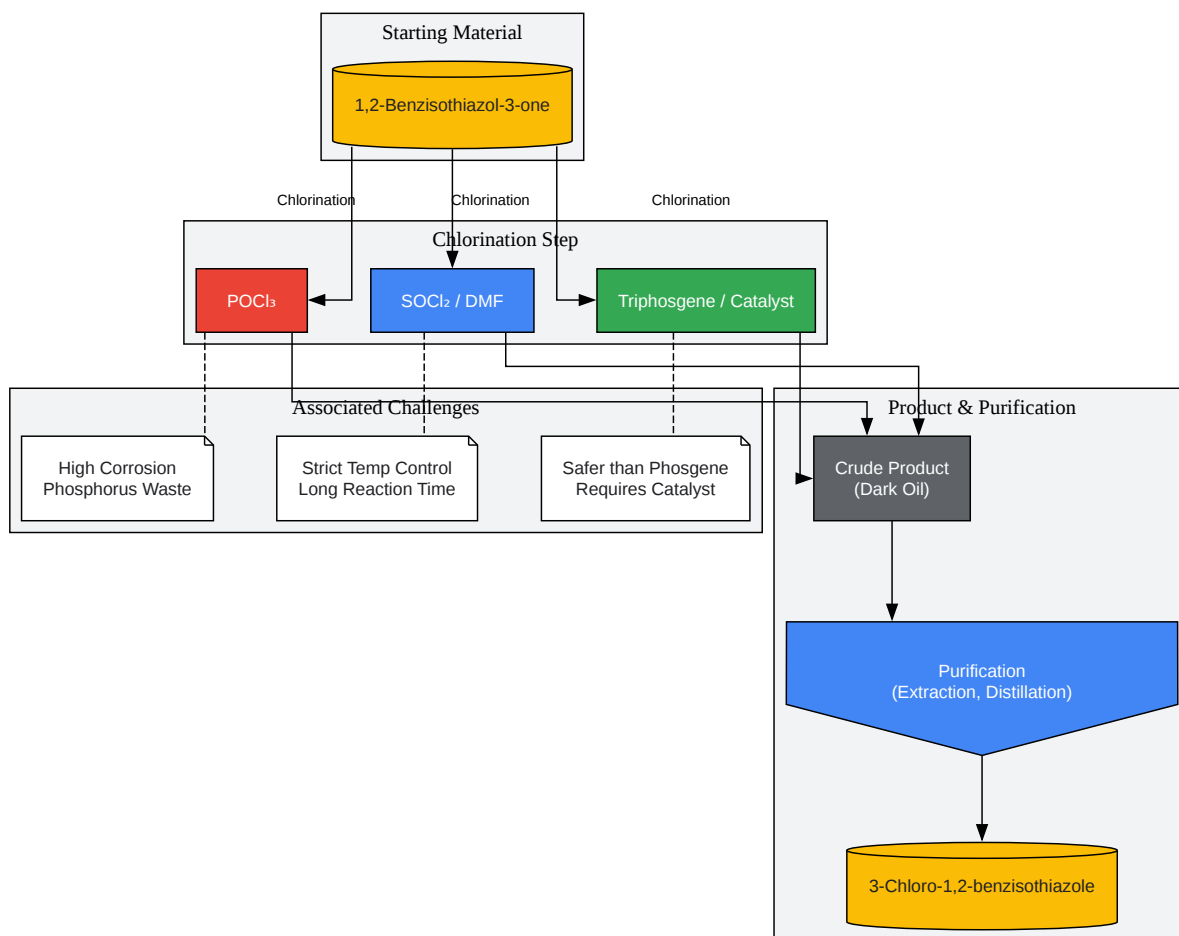 Starting Material
1,2-Benzisothiazol-3-one
Chlorination
Chlorination
Chlorination
Chlorination Step
POCl₃
SOCl₂ / DMF
Triphosgene / Catalyst
Associated Challenges
High Corrosion
Phosphorus Waste
Strict Temp Control
Long Reaction Time
Safer than Phosgene
Requires Catalyst
Product & Purification
Crude Product
(Dark Oil)
Purification
(Extraction, Distillation)
3-Chloro-1,2-benzisothiazole